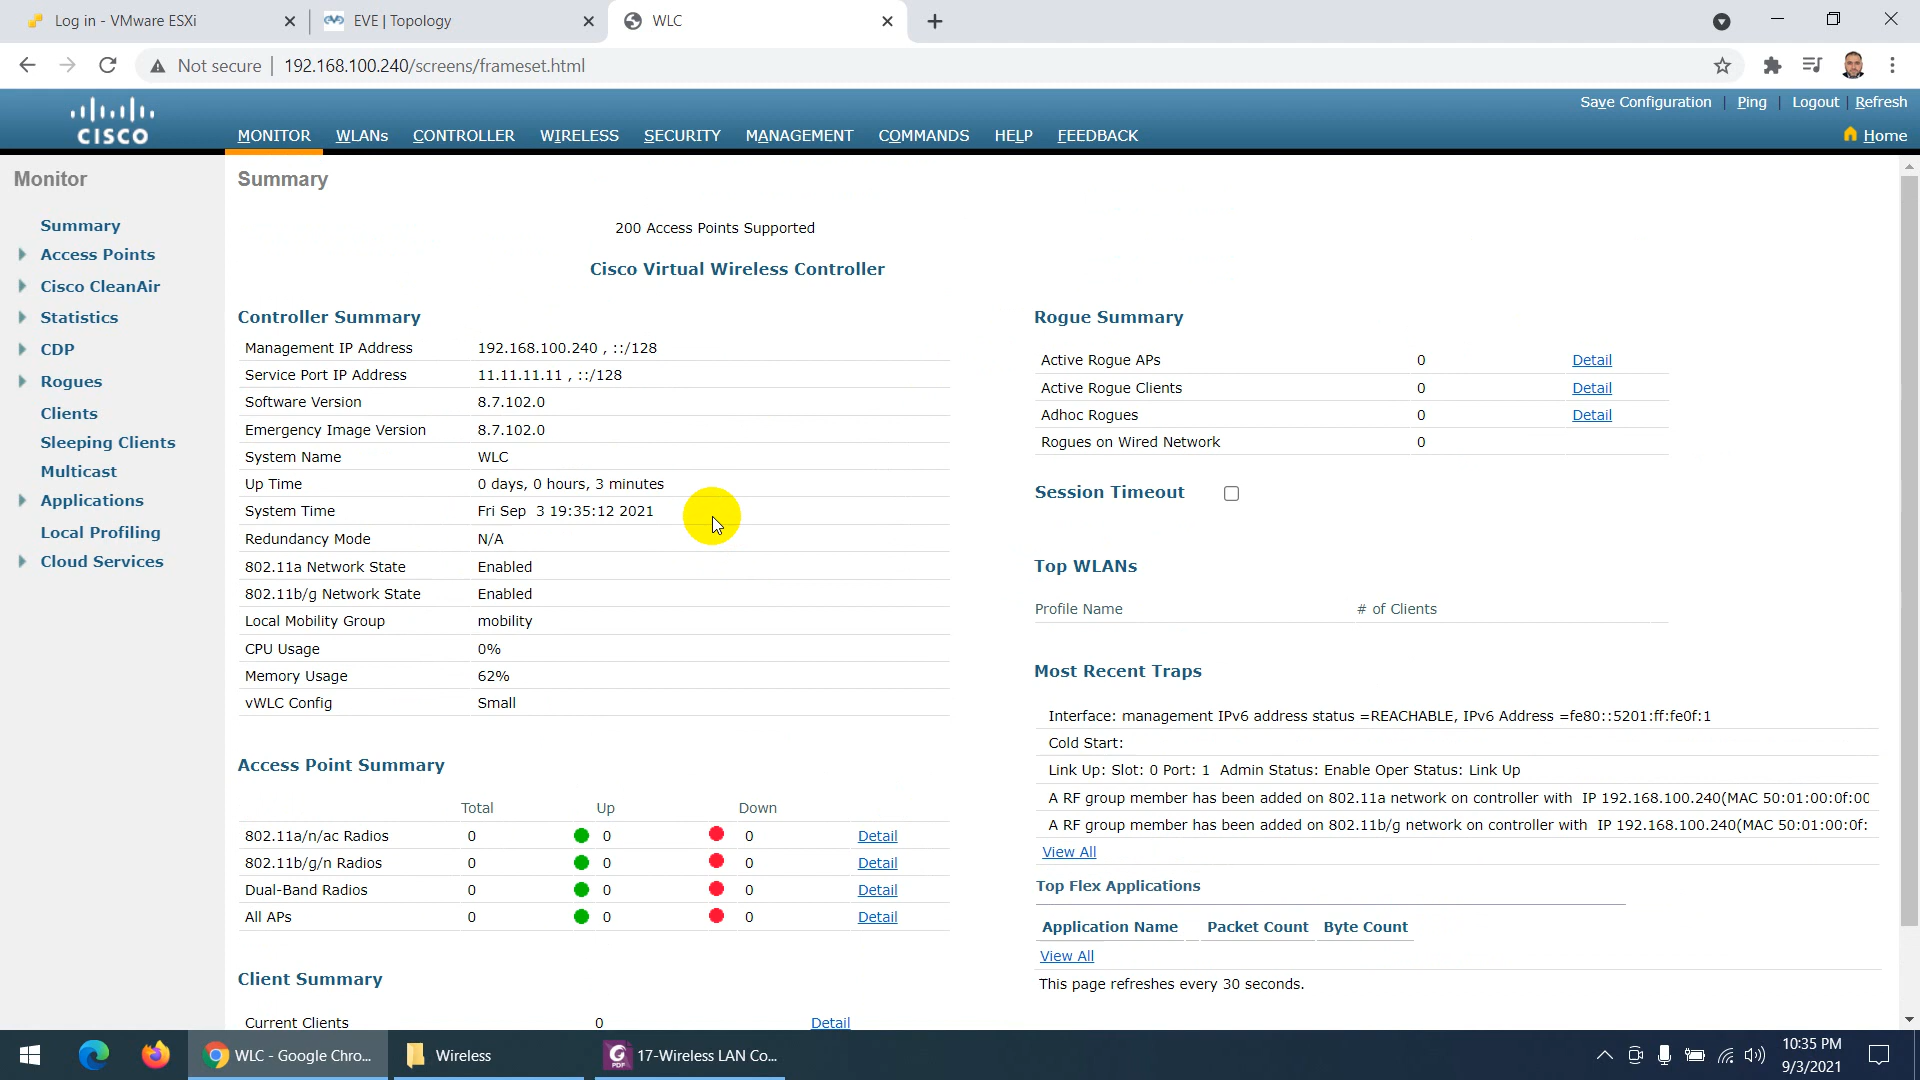 Log in - VMware ESXi
EVE | Topology
WLC
Not secure | 192.168.100.240/screens/frameset.html
Save Configuration | Ping | Logout | Refresh
CISCO
MONITOR WLANs CONTROLLER WIRELESS SECURITY MANAGEMENT COMMANDS HELP FEEDBACK
Home
Monitor
Summary
Access Points
Cisco CleanAir
Statistics
CDP
Rogues
Clients
Sleeping Clients
Multicast
Applications
Local Profiling
Cloud Services
Summary
200 Access Points Supported
Cisco Virtual Wireless Controller
Controller Summary
Management IP Address 192.168.100.240 , ::/128
Service Port IP Address 11.11.11.11 , ::/128
Software Version 8.7.102.0
Emergency Image Version 8.7.102.0
System Name WLC
Up Time 0 days, 0 hours, 3 minutes
System Time Fri Sep 3 19:35:12 2021
Redundancy Mode N/A
802.11a Network State Enabled
802.11b/g Network State Enabled
Local Mobility Group mobility
CPU Usage 0%
Memory Usage 62%
vWLC Config Small
Access Point Summary
Total Up Down
802.11a/n/ac Radios 0 0 0 Detail
802.11b/g/n Radios 0 0 0 Detail
Dual-Band Radios 0 0 0 Detail
All APs 0 0 0 Detail
Client Summary
Current Clients 0 Detail
Rogue Summary
Active Rogue APs 0 Detail
Active Rogue Clients 0 Detail
Adhoc Rogues 0 Detail
Rogues on Wired Network 0
Session Timeout
Top WLANs
Profile Name # of Clients
Most Recent Traps
Interface: management IPv6 address status =REACHABLE, IPv6 Address =fe80::5201:ff:fe0f:1
Cold Start:
Link Up: Slot: 0 Port: 1 Admin Status: Enable Oper Status: Link Up
A RF group member has been added on 802.11a network on controller with IP 192.168.100.240(MAC 50:01:00:0f:00
A RF group member has been added on 802.11b/g network on controller with IP 192.168.100.240(MAC 50:01:00:0f:
View All
Top Flex Applications
Application Name Packet Count Byte Count
View All
This page refreshes every 30 seconds.
WLC - Google Chro...
Wireless
PDF
17-Wireless LAN Co...
10:35 PM
9/3/2021